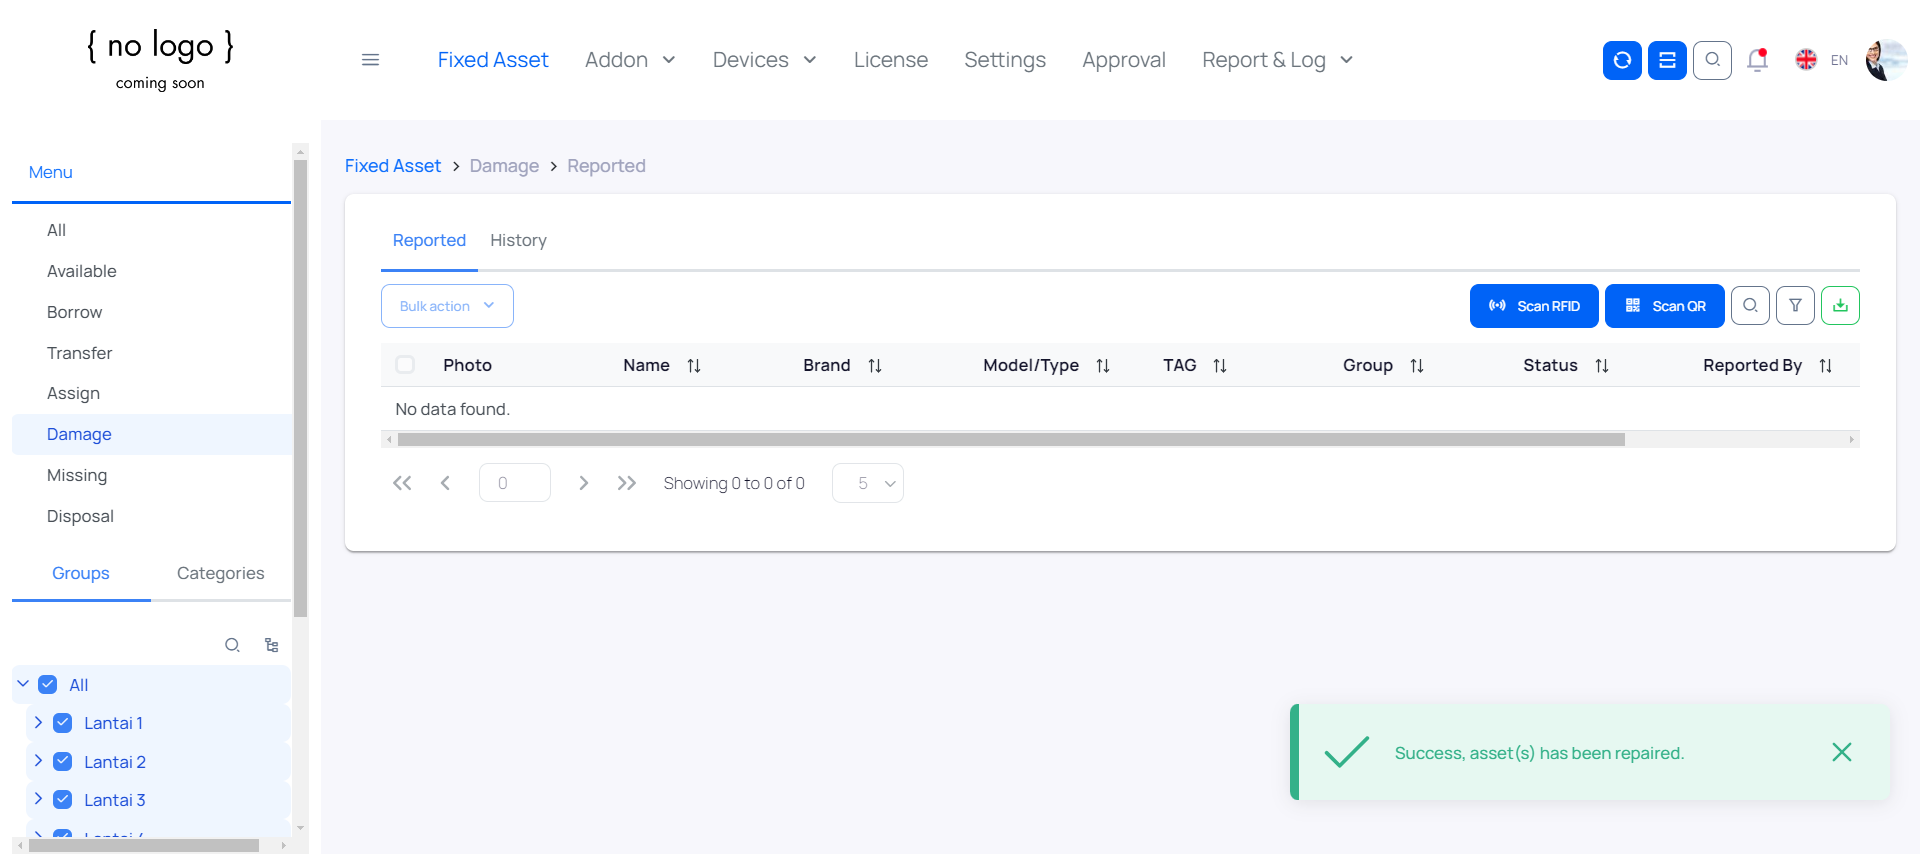 { no logo }
coming soon
Fixed Asset Addon Devices License Settings Approval Report & Log EN
Menu
All
Available
Borrow
Transfer
Assign
Damage
Missing
Disposal
Groups Categories
All
Lantai 1
Lantai 2
Lantai 3
Fixed Asset > Damage > Reported
Reported History
Bulk action Scan RFID Scan QR
Photo Name Brand Model/Type TAG Group Status Reported By
No data found.
0 Showing 0 to 0 of 0 5
Success, asset(s) has been repaired.